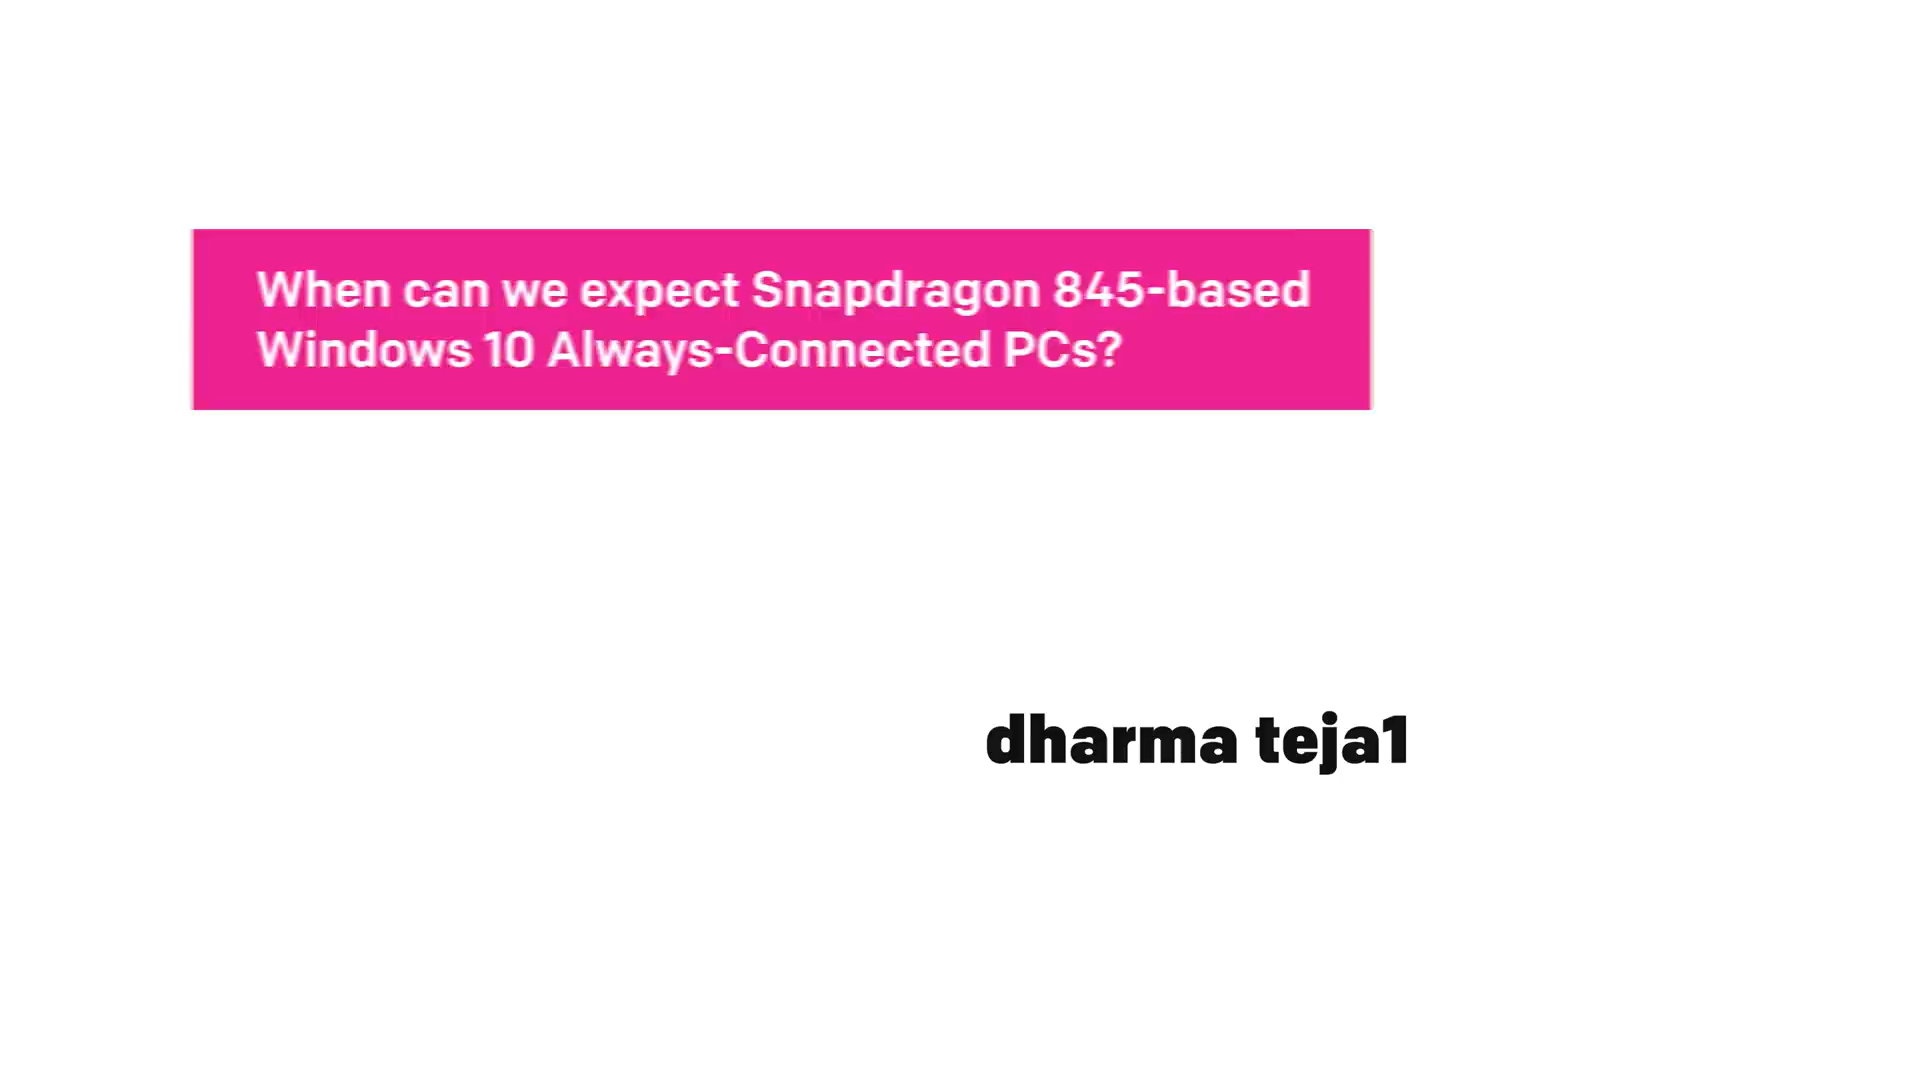 When can we expect Snapdragon 845-based
Windows 10 Always-Connected PCs?
dharma teja1